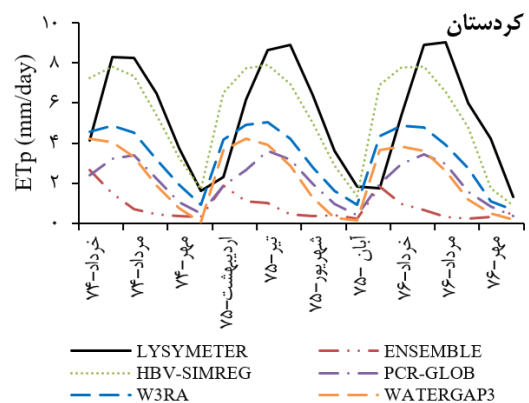 کردستان
ETp (mm/day)
۱۰
۸
۶
۴
۲
۰
خرداد-۷۴
مرداد-۷۴
مهر-۷۴
اردیبهشت-۷۵
تیر-۷۵
شهریور-۷۵
آبان -۷۵
خرداد-۷۶
مرداد-۷۶
مهر-۷۶
LYSYMETER
ENSEMBLE
HBV-SIMREG
PCR-GLOB
W3RA
WATERGAP3